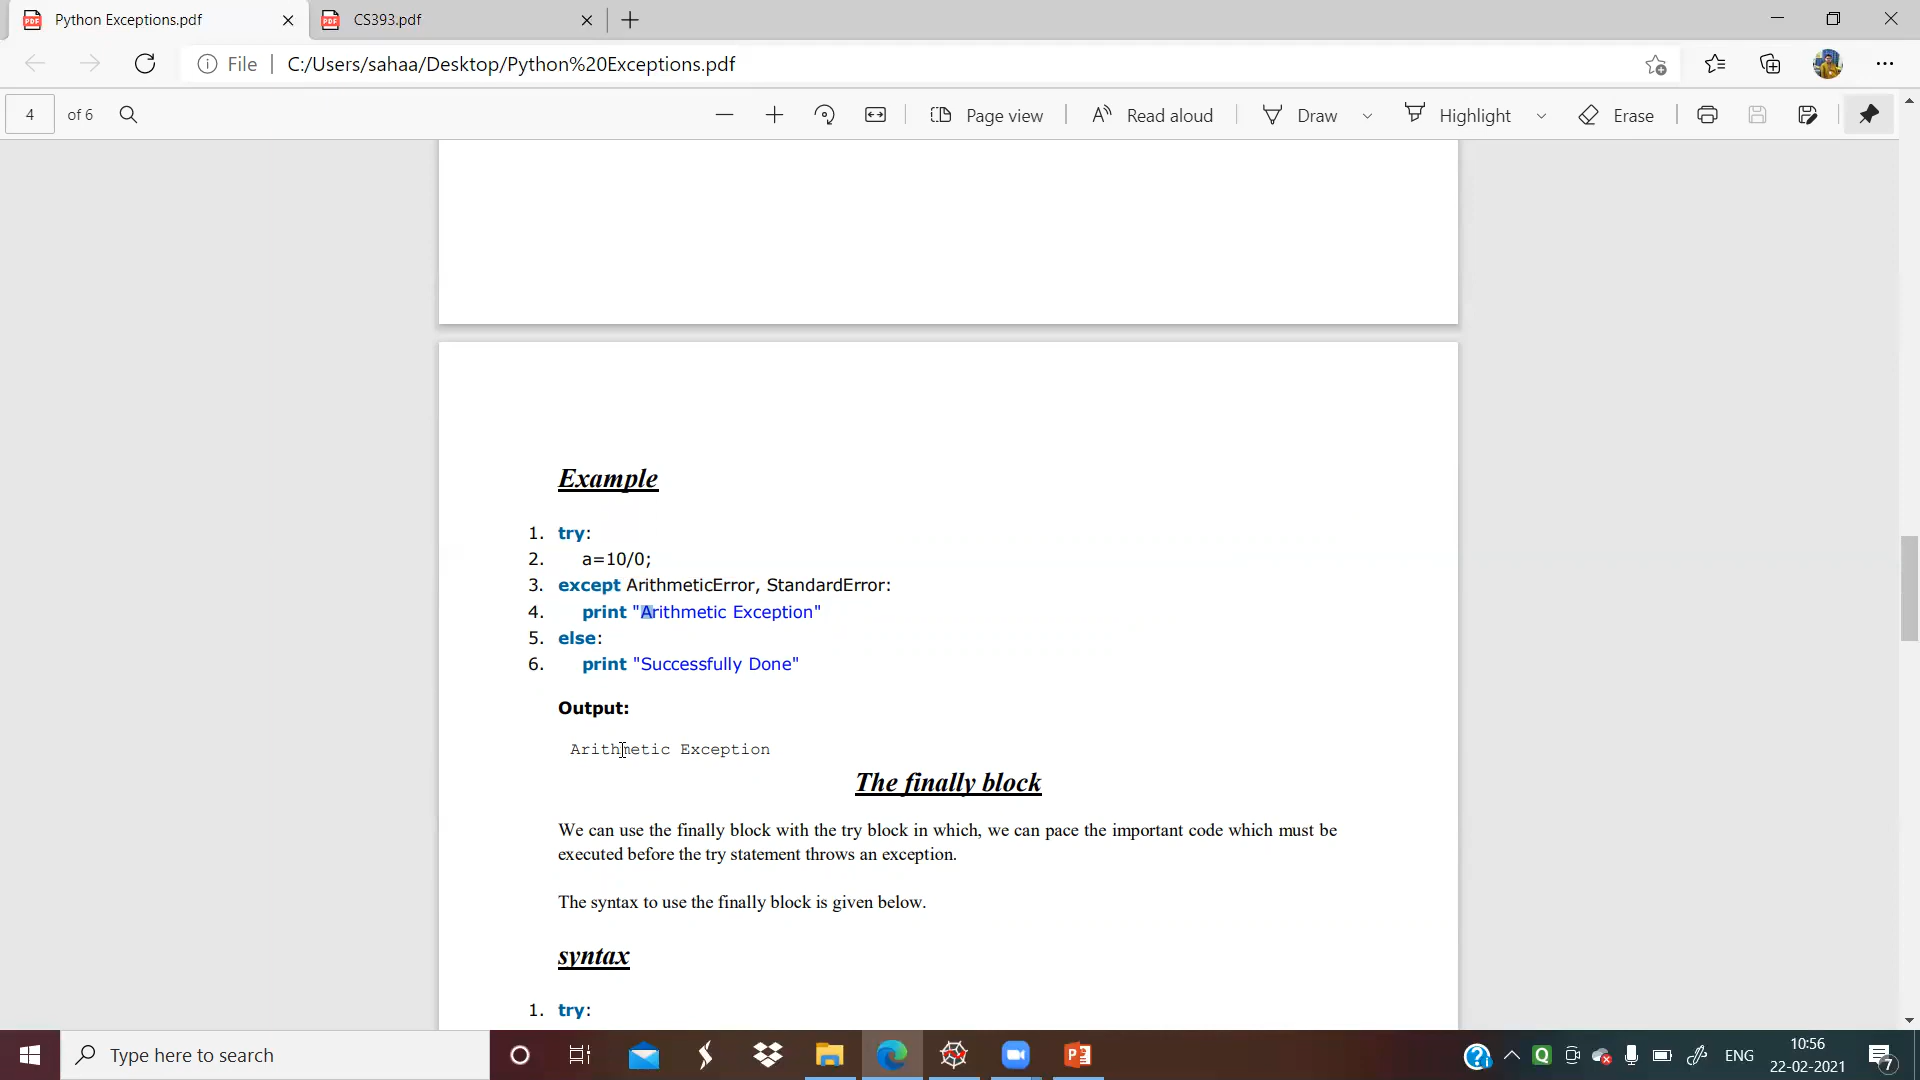 Python Exceptions.pdf
CS393.pdf
File
C:/Users/sahaa/Desktop/Python%20Exceptions.pdf
4 of 6
Page view
Read aloud
Draw
Highlight
Erase
Example
1. try:
2. a=10/0;
3. except ArithmeticError, StandardError:
4. print "Arithmetic Exception"
5. else:
6. print "Successfully Done"
Output:
Arithmetic Exception
The finally block
We can use the finally block with the try block in which, we can pace the important code which must be
executed before the try statement throws an exception.
The syntax to use the finally block is given below.
syntax
1. try:
Type here to search
ENG
10:56
22-02-2021
7